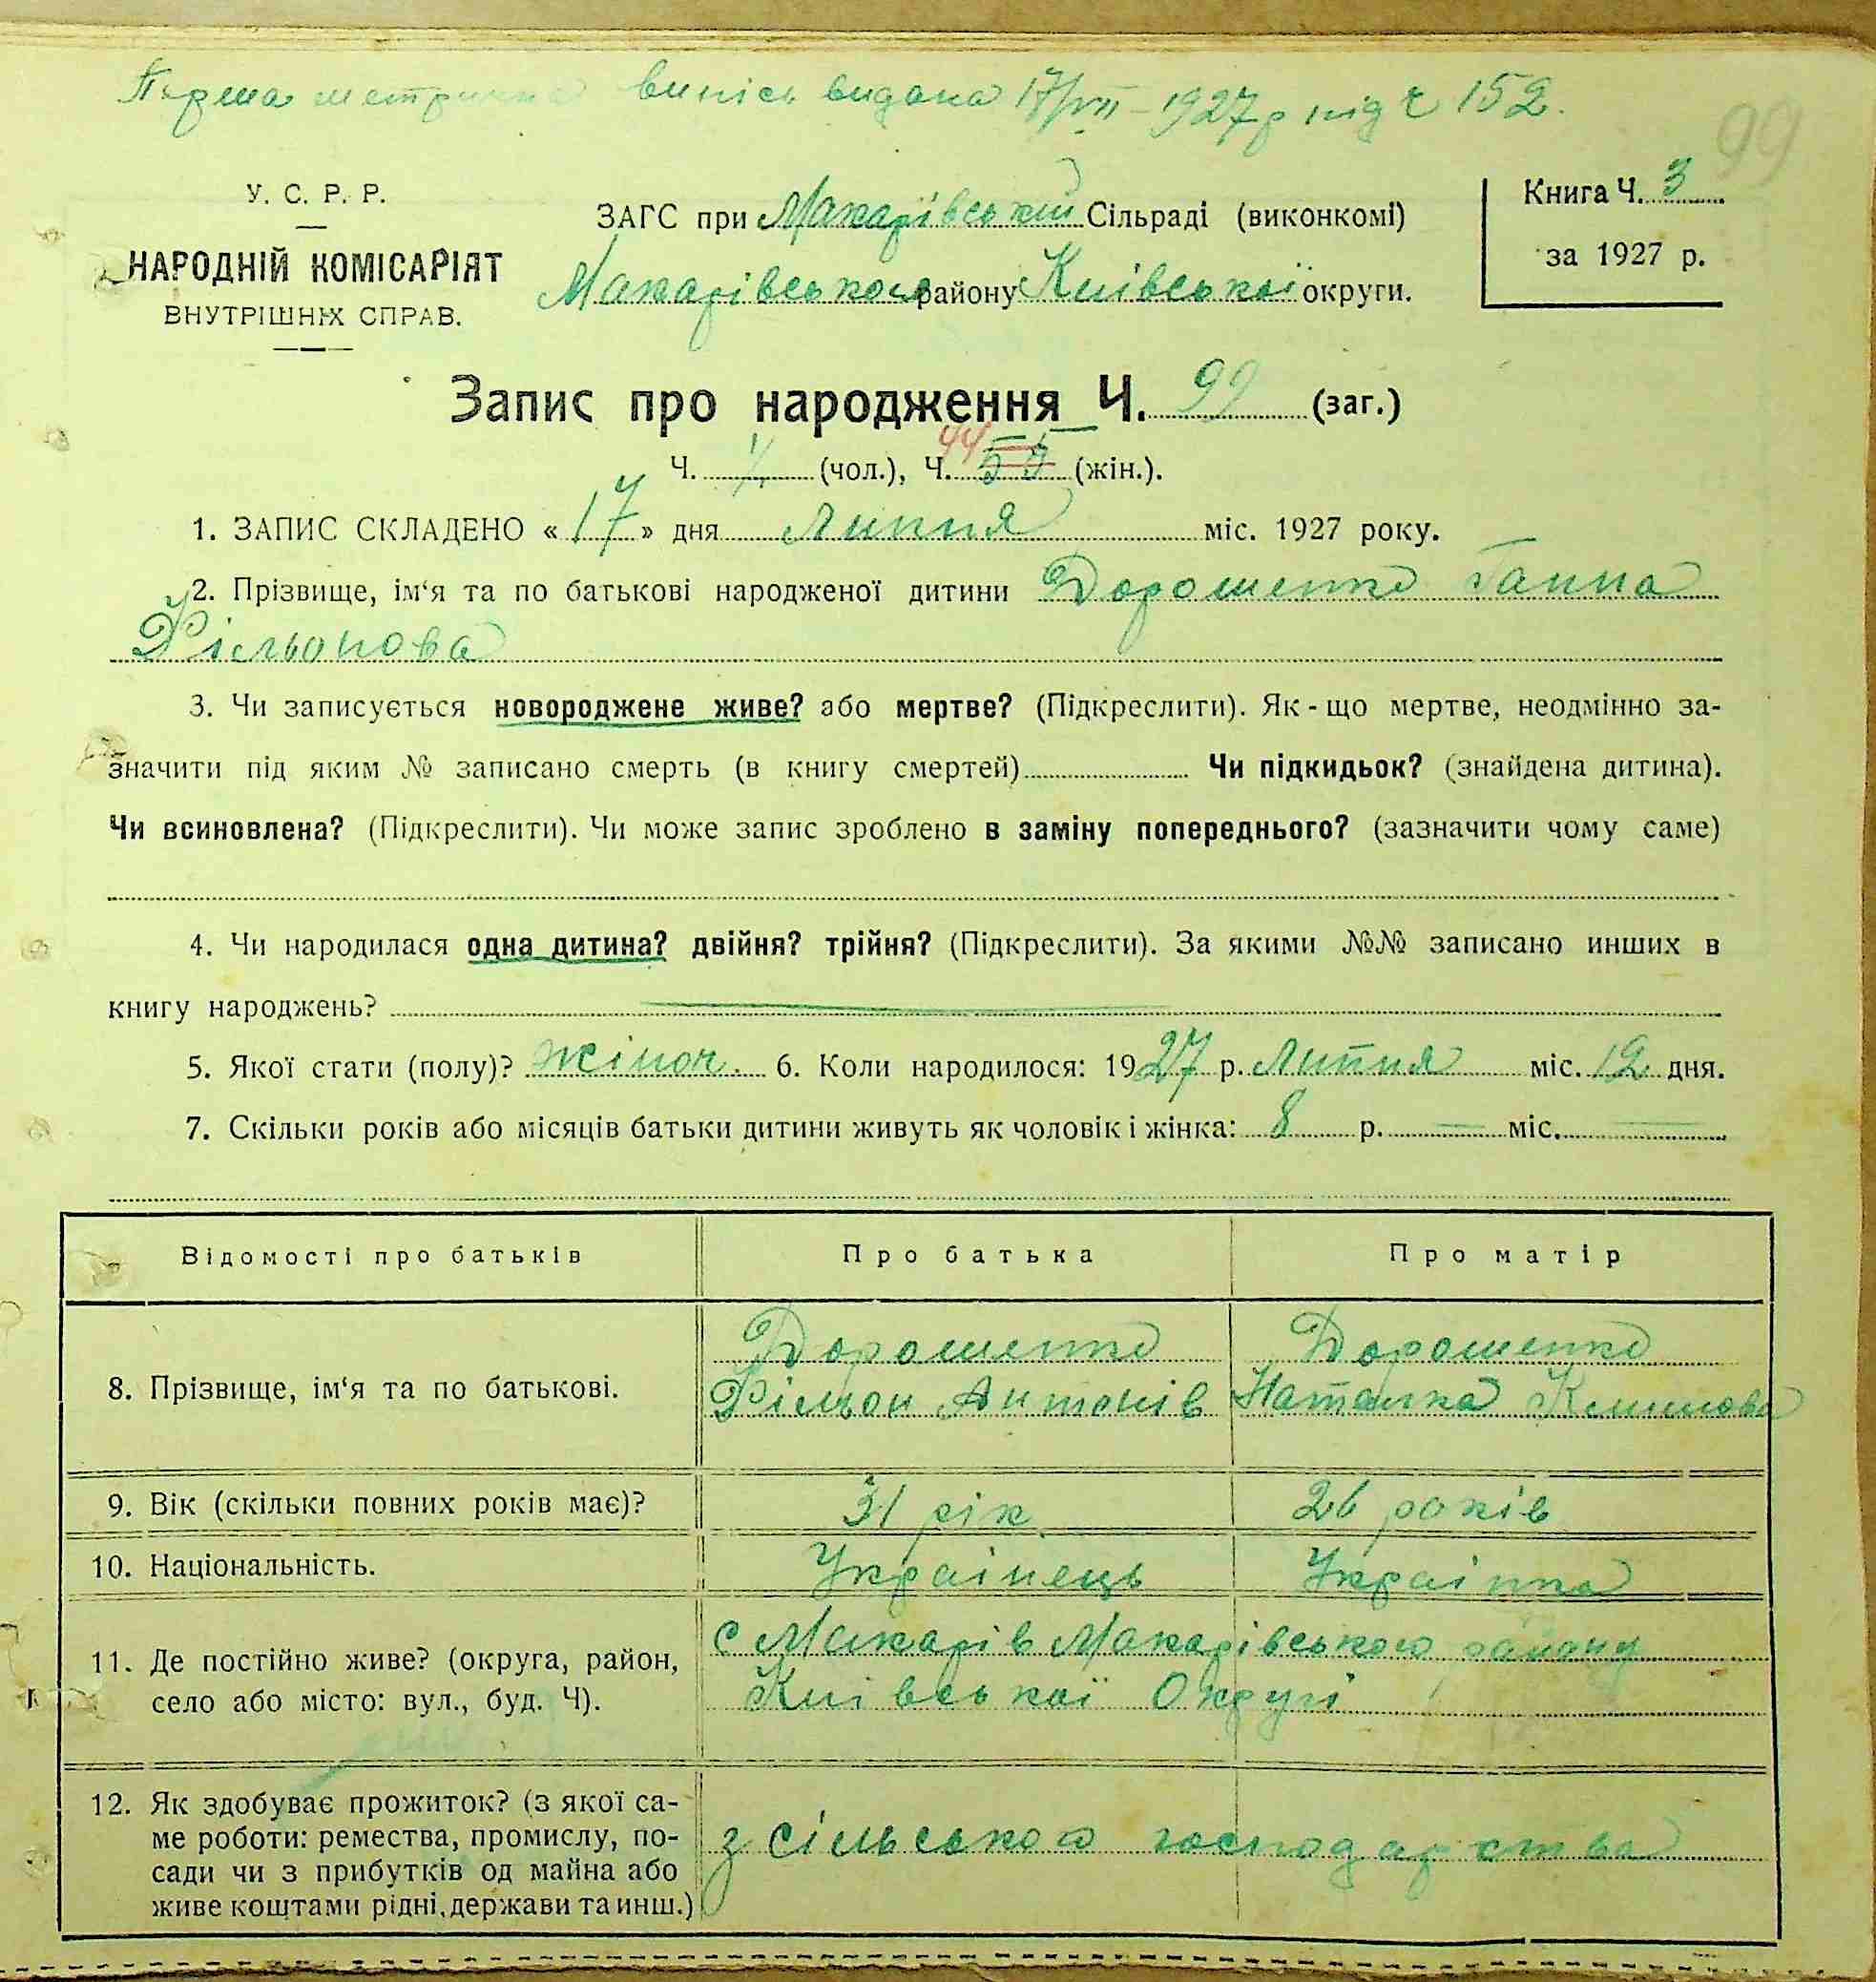 Перша метрична випісь видана 17/VII - 1927 р під ч 152.
99
У. С. Р. Р.
НАРОДНІЙ КОМІСАРІЯТ
ВНУТРІШНІХ СПРАВ.
ЗАГС при Макарівській Сільраді (виконкомі)
Макарівського району Київської округи.
Книга Ч. 3
за 1927 р.
Запис про народження Ч. 99 (заг.)
Ч. (чол.), Ч. 44 55 (жін.).
1. ЗАПИС СКЛАДЕНО « 17 » дня Липня міс. 1927 року.
2. Прізвище, ім‘я та по батькові народженої дитини Дорошенко Ганна
Фільонова
3. Чи записується новороджене живе? або мертве? (Підкреслити). Як-що мертве, неодмінно за-
значити під яким № записано смерть (в книгу смертей) Чи підкидьок? (знайдена дитина).
Чи всиновлена? (Підкреслити). Чи може запис зроблено в заміну попереднього? (зазначити чому саме)
4. Чи народилася одна дитина? двійня? трійня? (Підкреслити). За якими №№ записано инших в
книгу народжень?
5. Якої стати (полу)? жіноч. 6. Коли народилося: 1927 р. Липня міс. 12 дня.
7. Скільки років або місяців батьки дитини живуть як чоловік і жінка: 8 р. — міс. —
Відомості про батьків Про батька Про матір
8. Прізвище, ім‘я та по батькові. Дорошенко Дорошенко
Фільон Антонів Наталка Климова
9. Вік (скільки повних років має)? 31 рік 26 років
10. Національність. Українець Українка
11. Де постійно живе? (округа, район,
село або місто: вул., буд. Ч).
с Макарів Макарівського району
Київської Округи
12. Як здобуває прожиток? (з якої са-
ме роботи: ремества, промислу, по-
сади чи з прибутків од майна або
живе коштами рідні, держави та инш.)
з сільського господарства